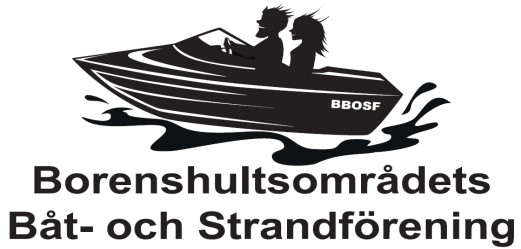 BBOSF
Borenshultsområdets
Båt- och Strandförening